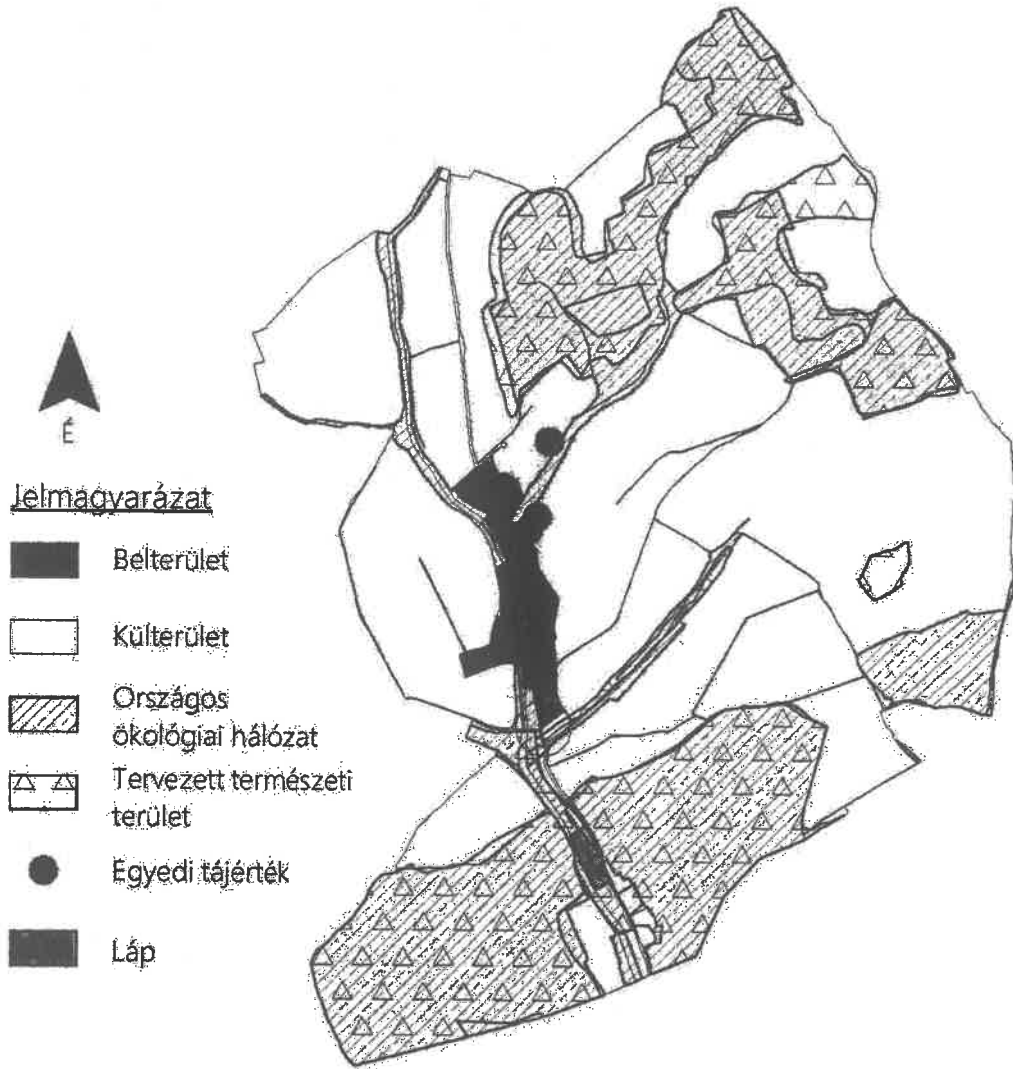 É
Jelmagyarázat
Belterület
Külterület
Országos
ökológiai hálózat
Tervezett természeti
terület
Egyedi tájérték
Láp